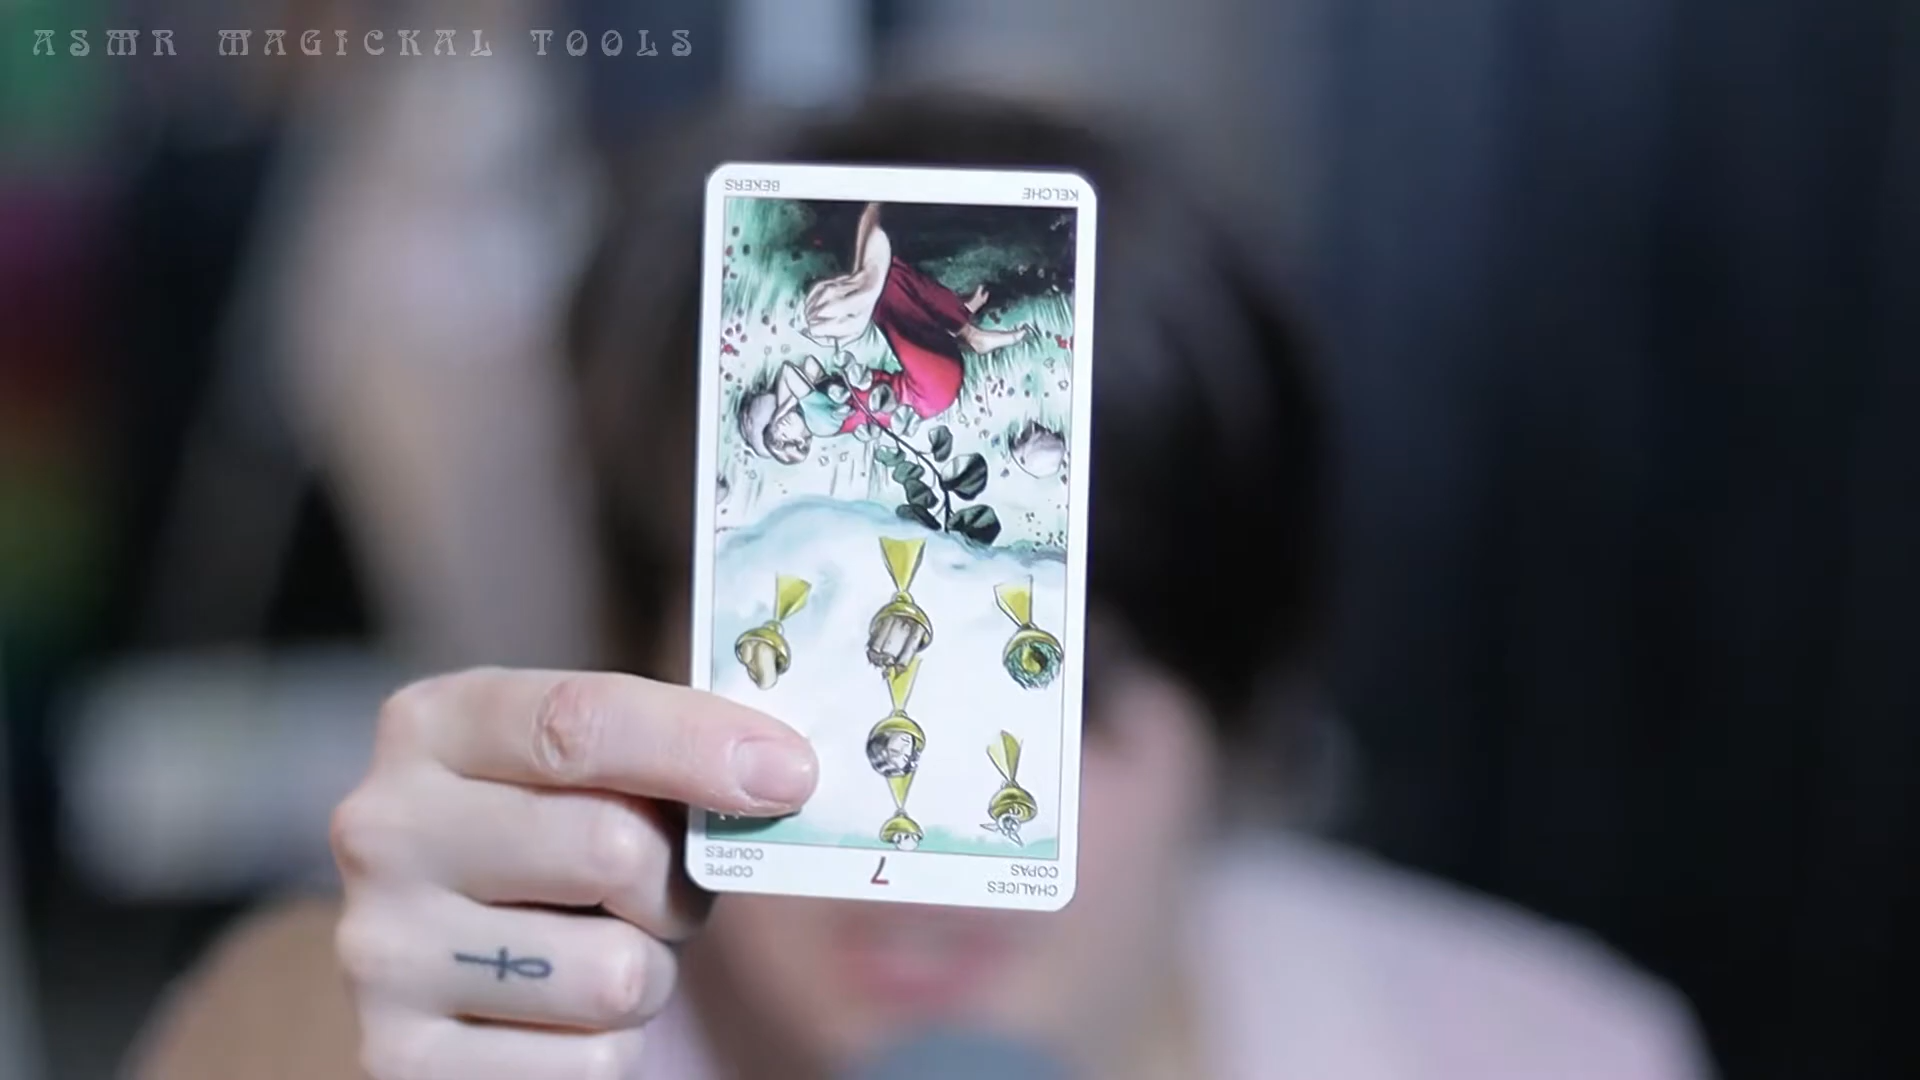 ASMR MAGICKAL TOOLS
BEKERS
KELCHE
COUPES
COPPE
7
COPAS
CHALICES